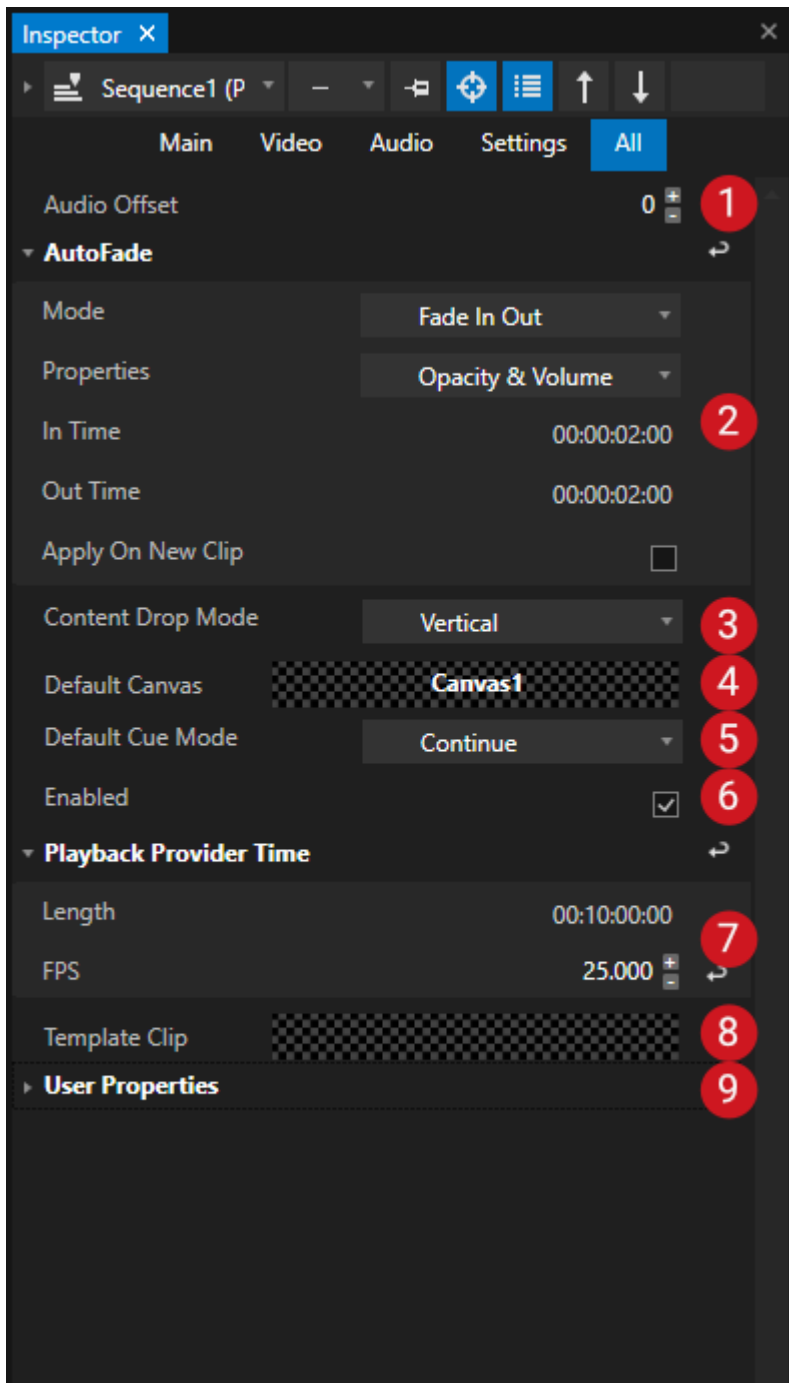 Inspector
Sequence1 (P
Main Video Audio Settings All
Audio Offset 0 1
AutoFade
Mode Fade In Out
Properties Opacity & Volume
2
In Time 00:00:02:00
Out Time 00:00:02:00
Apply On New Clip
Content Drop Mode Vertical 3
Default Canvas Canvas1 4
Default Cue Mode Continue 5
Enabled 6
Playback Provider Time
Length 00:10:00:00
7
FPS 25.000
Template Clip 8
User Properties 9